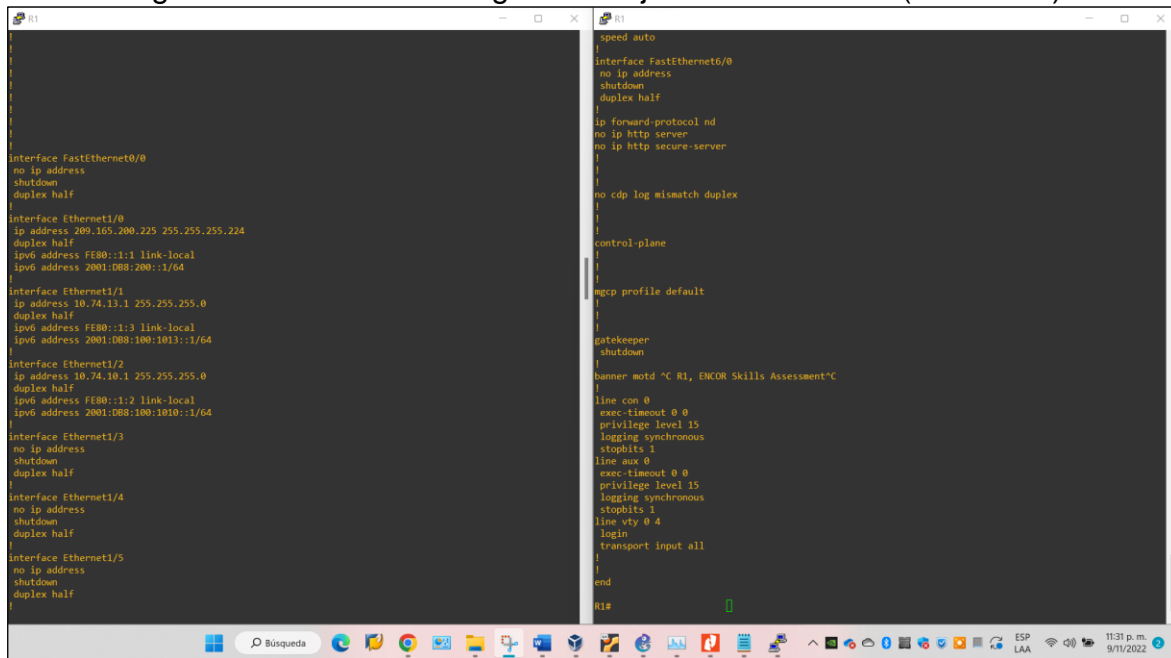 R1
!
!
!
!
!
!
!
!
!
!
interface FastEthernet0/0
no ip address
shutdown
duplex half
!
interface Ethernet1/0
ip address 209.165.200.225 255.255.255.224
duplex half
ipv6 address FE80::1:1 link-local
ipv6 address 2001:DB8:200::1/64
!
interface Ethernet1/1
ip address 10.74.13.1 255.255.255.0
duplex half
ipv6 address FE80::1:3 link-local
ipv6 address 2001:DB8:100:1013::1/64
!
interface Ethernet1/2
ip address 10.74.10.1 255.255.255.0
duplex half
ipv6 address FE80::1:2 link-local
ipv6 address 2001:DB8:100:1010::1/64
!
interface Ethernet1/3
no ip address
shutdown
duplex half
!
interface Ethernet1/4
no ip address
shutdown
duplex half
!
interface Ethernet1/5
no ip address
shutdown
duplex half
!
R1
speed auto
!
interface FastEthernet6/0
no ip address
shutdown
duplex half
!
ip forward-protocol nd
no ip http server
no ip http secure-server
!
!
!
no cdp log mismatch duplex
!
!
!
control-plane
!
!
!
mgcp profile default
!
!
!
gatekeeper
shutdown
!
banner motd ^C R1, ENCOR Skills Assessment^C
!
line con 0
exec-timeout 0 0
privilege level 15
logging synchronous
stopbits 1
line aux 0
exec-timeout 0 0
privilege level 15
logging synchronous
stopbits 1
line vty 0 4
login
transport input all
!
!
end
R1#
Búsqueda
ESP
LAA
11:31 p. m.
9/11/2022
2